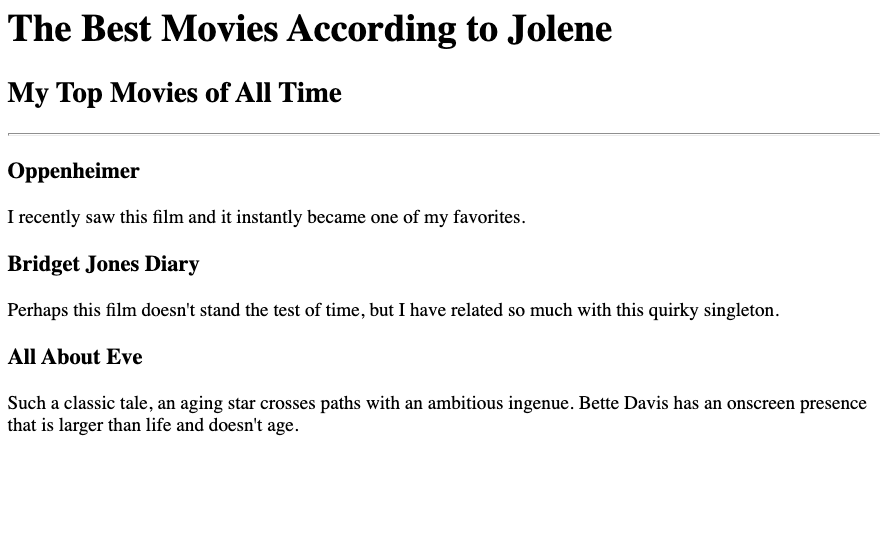 The Best Movies According to Jolene
My Top Movies of All Time
Oppenheimer
I recently saw this film and it instantly became one of my favorites.
Bridget Jones Diary
Perhaps this film doesn't stand the test of time, but I have related so much with this quirky singleton.
All About Eve
Such a classic tale, an aging star crosses paths with an ambitious ingenue. Bette Davis has an onscreen presence
that is larger than life and doesn't age.